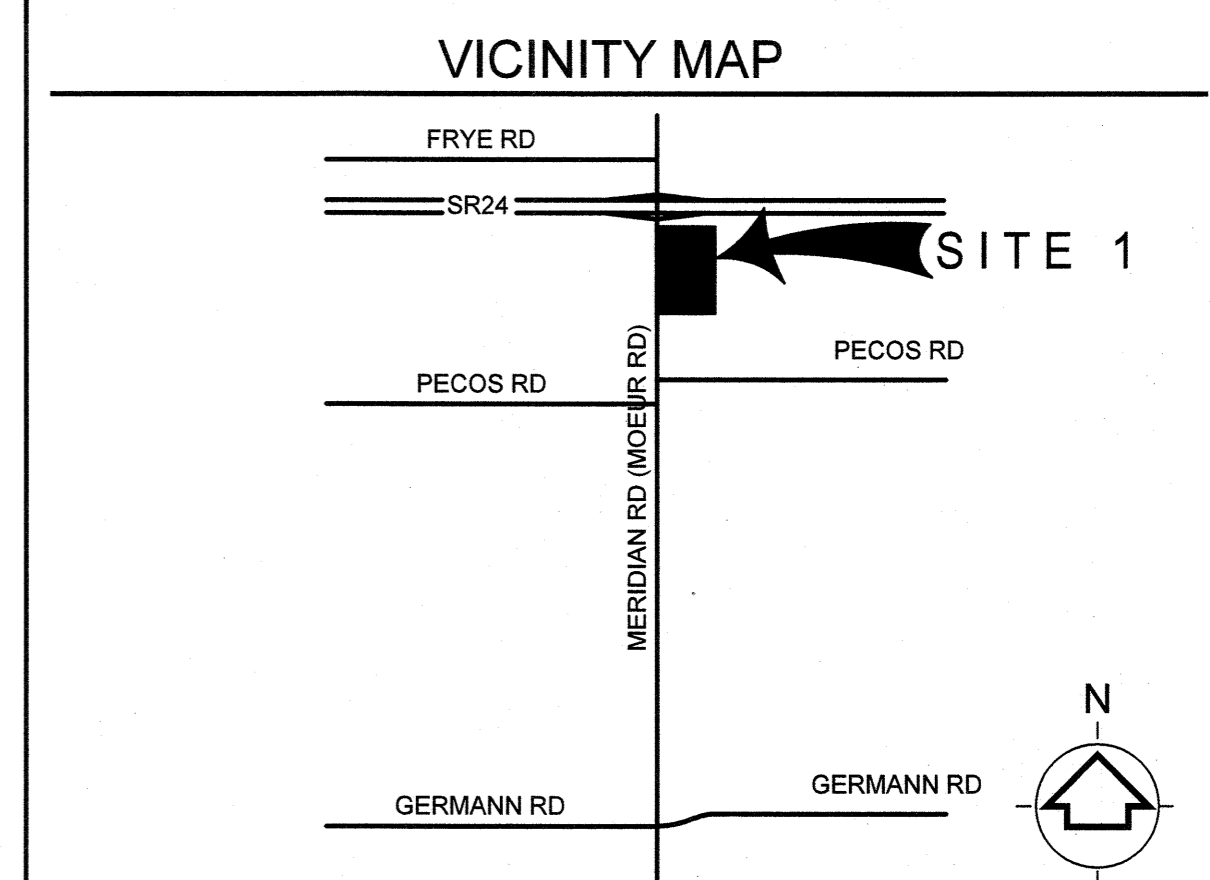 VICINITY MAP
FRYE RD
SR24
SITE 1
PECOS RD
PECOS RD
MERIDIAN RD (MOEUR RD)
N
GERMANN RD
GERMANN RD